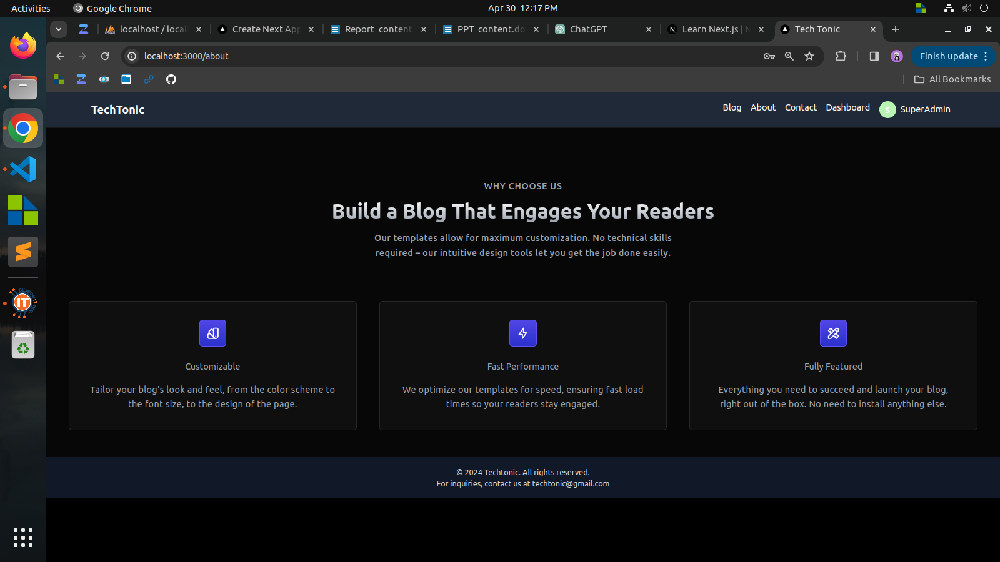 Activities
Google Chrome
Apr 30 12:17 PM
localhost / local
Create Next App
Report_content
PPT_content.do
ChatGPT
Learn Next.js | N
Tech Tonic
localhost:3000/about
Finish update
All Bookmarks
TechTonic
Blog
About
Contact
Dashboard
S
SuperAdmin
WHY CHOOSE US
Build a Blog That Engages Your Readers
Our templates allow for maximum customization. No technical skills
required – our intuitive design tools let you get the job done easily.
Customizable
Tailor your blog's look and feel, from the color scheme to
the font size, to the design of the page.
Fast Performance
We optimize our templates for speed, ensuring fast load
times so your readers stay engaged.
Fully Featured
Everything you need to succeed and launch your blog,
right out of the box. No need to install anything else.
© 2024 Techtonic. All rights reserved.
For inquiries, contact us at techtonic@gmail.com
SILICON IT HUB
IT